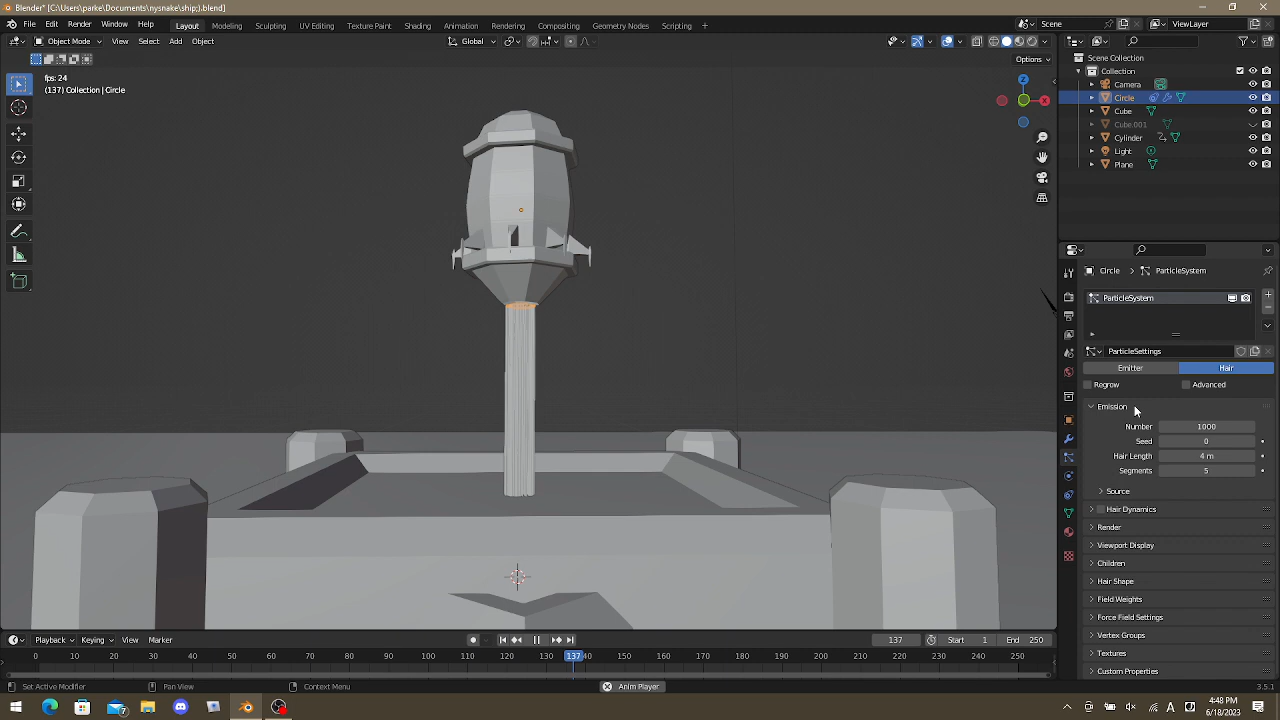 Blender* [C:\Users\parke\Documents\nysnake\ship;).blend]
File Edit Render Window Help Layout Modeling Sculpting UV Editing Texture Paint Shading Animation Rendering Compositing Geometry Nodes Scripting + Scene ViewLayer
Object Mode View Select Add Object Global
Options
fps: 24
(137) Collection | Circle
Z
X
Scene Collection
Collection
Camera
Circle
Cube
Cube.001
Cylinder
Light
Plane
Circle > ParticleSystem
ParticleSystem
ParticleSettings
Emitter Hair
Regrow Advanced
Emission
Number 1000
Seed 0
Hair Length 4 m
Segments 5
Source
Hair Dynamics
Render
Viewport Display
Children
Hair Shape
Field Weights
Force Field Settings
Vertex Groups
Textures
Custom Properties
Playback Keying View Marker 137 Start 1 End 250
0 10 20 30 40 50 60 70 80 90 100 110 120 130 137 40 150 160 170 180 190 200 210 220 230 240 250
Set Active Modifier Pan View Context Menu Anim Player 3.5.1
7
4:48 PM
6/18/2023